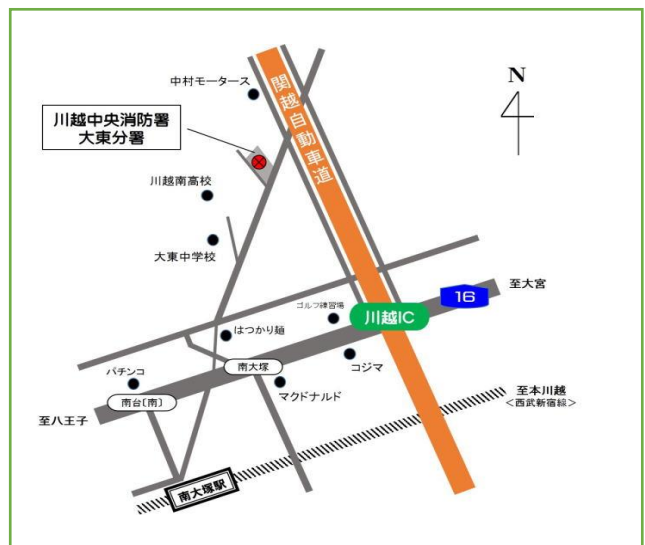 中村モータース
N
川越中央消防署
大東分署
関越自動車道
川越南高校
大東中学校
至大宮
16
ゴルフ練習場
川越IC
はつかり麺
コジマ
南大塚
パチンコ
マクドナルド
南台(南)
至本川越
<西武新宿線>
至八王子
南大塚駅